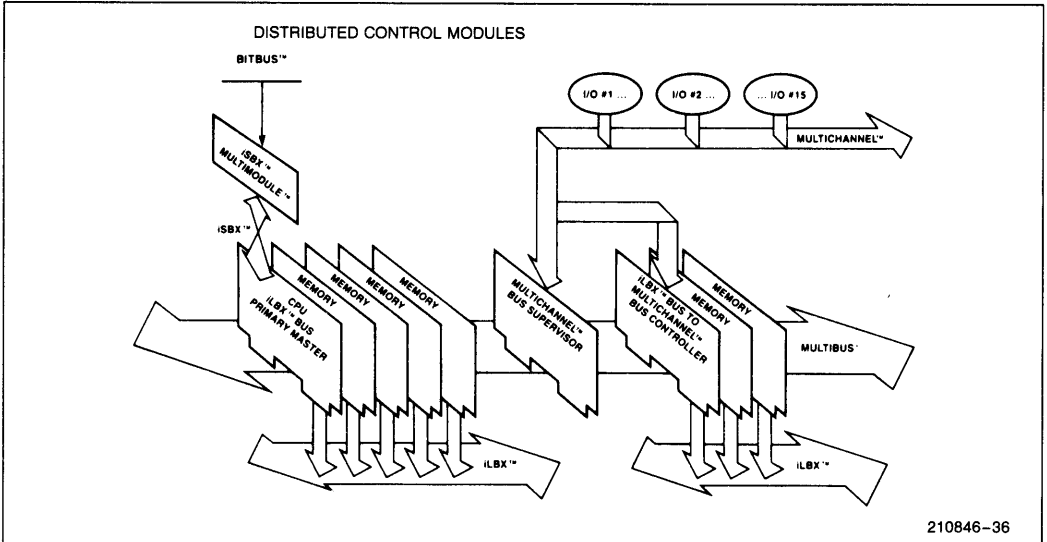 DISTRIBUTED CONTROL MODULES
BITBUS™
I/O #1 ...
I/O #2 ...
... I/O #15
MULTICHANNEL™
iSBX™
MULTIMODULE™
iSBX™
CPU
iLBX™ BUS
PRIMARY MASTER
MEMORY
MEMORY
MEMORY
MEMORY
MULTICHANNEL™
BUS SUPERVISOR
iLBX™ BUS TO
MULTICHANNEL™
BUS CONTROLLER
MEMORY
MEMORY
MULTIBUS
iLBX™
iLBX™
210846-36